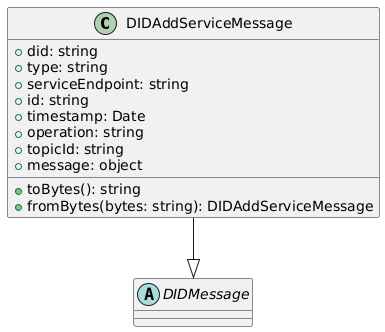 C DIDAddServiceMessage
+ did: string
+ type: string
+ serviceEndpoint: string
+ id: string
+ timestamp: Date
+ operation: string
+ topicId: string
+ message: object
+ toBytes(): string
+ fromBytes(bytes: string): DIDAddServiceMessage
A DIDMessage